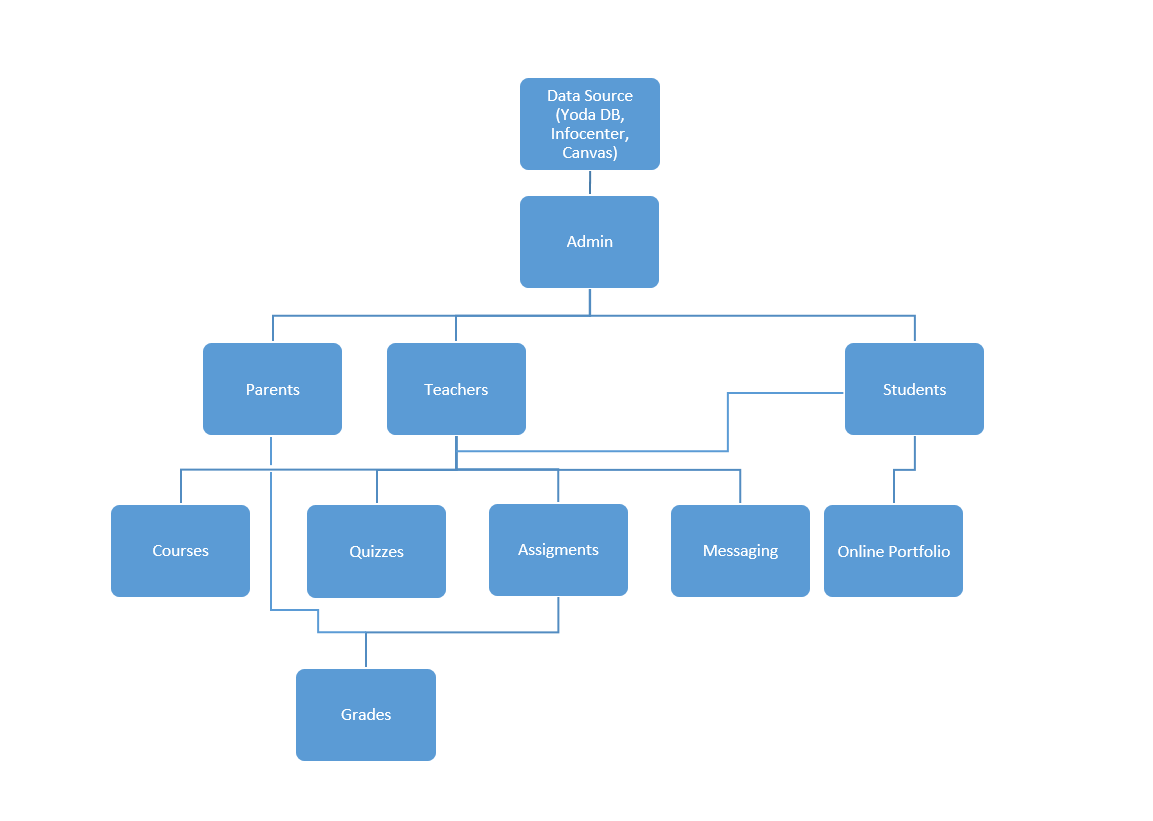 Data Source
(Yoda DB,
Infocenter,
Canvas)
Admin
Parents
Teachers
Students
Courses
Quizzes
Assigments
Messaging
Online Portfolio
Grades